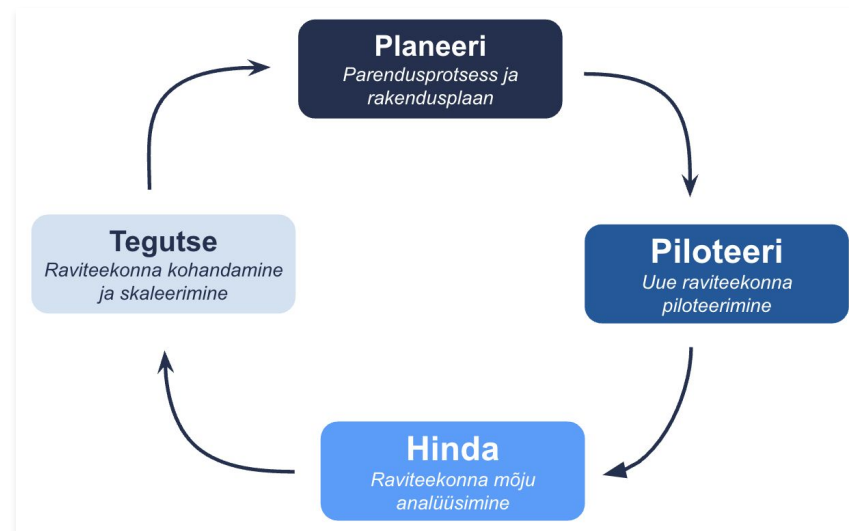 Planeeri
Parendusprotsess ja
rakendusplaan
Piloteeri
Uue raviteekonna
piloteerimine
Hinda
Raviteekonna mõju
analüüsimine
Tegutse
Raviteekonna kohandamine
ja skaleerimine